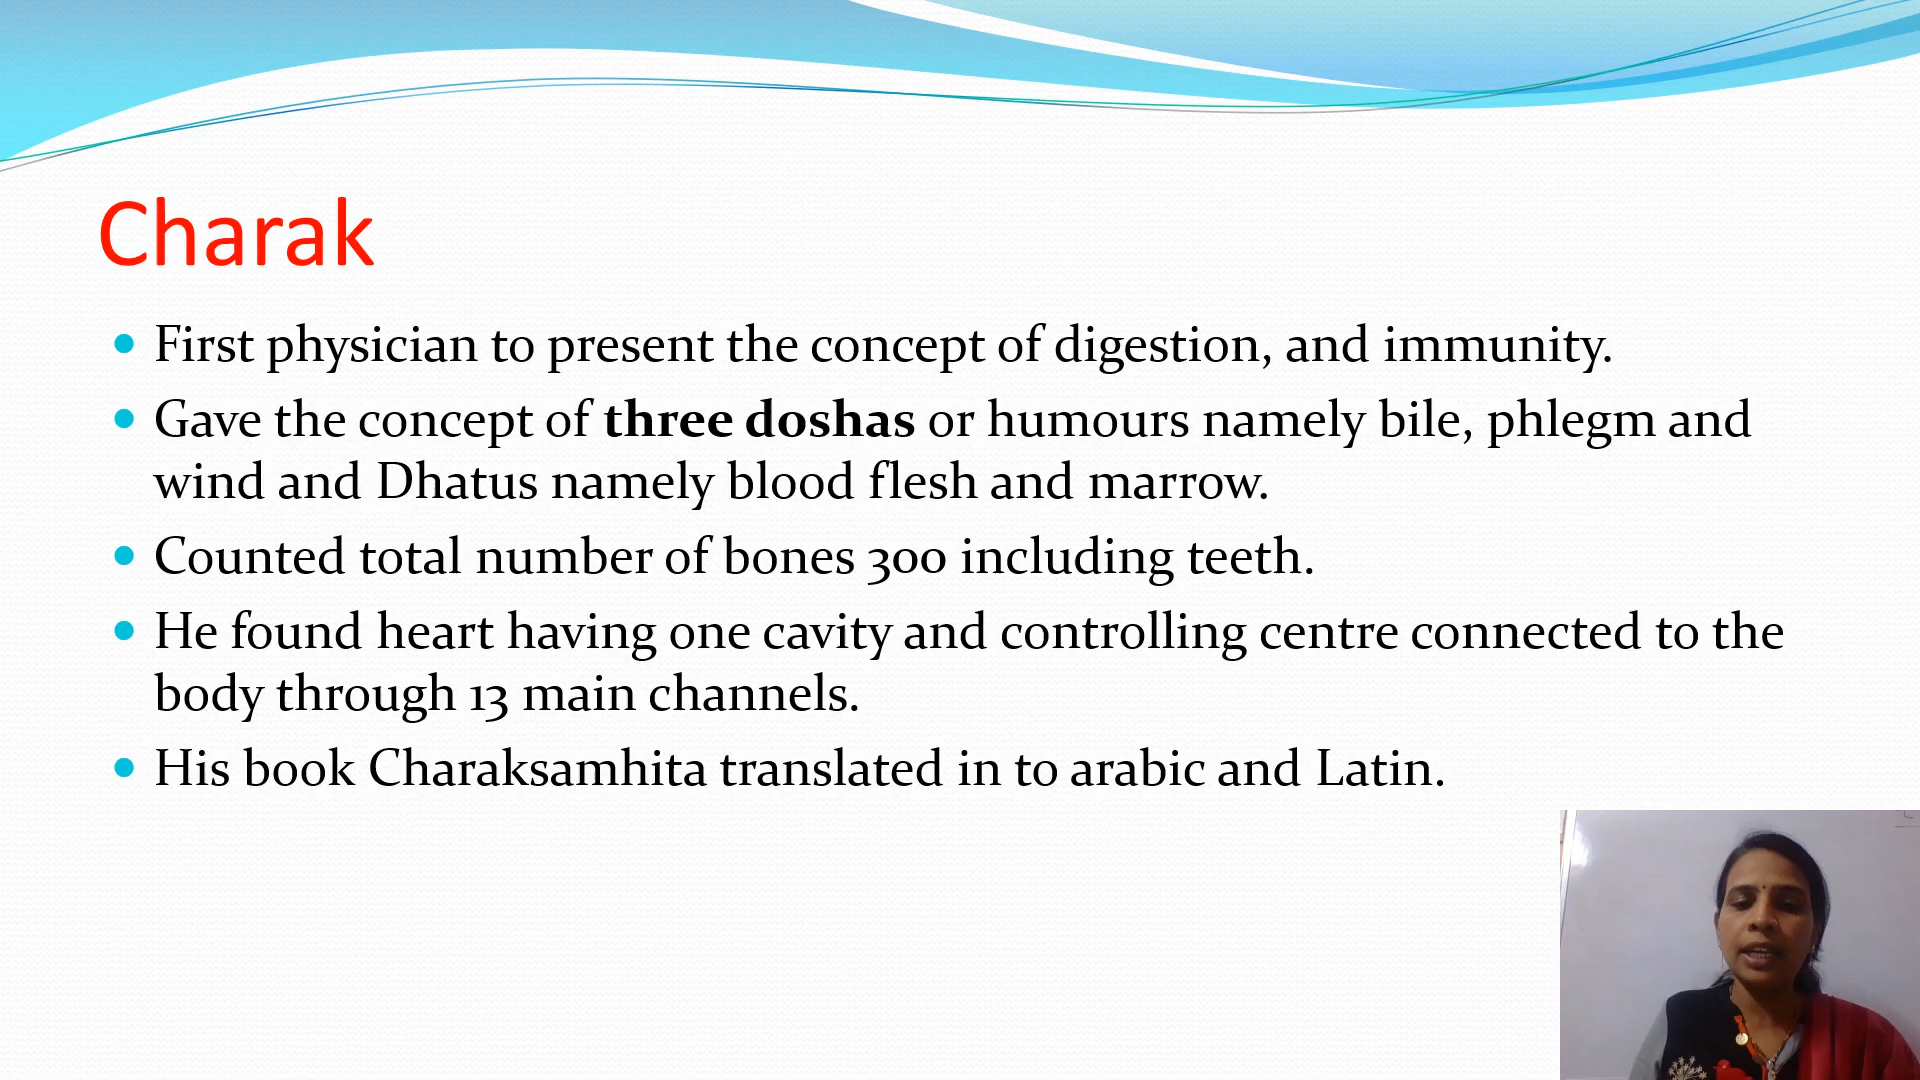 Charak
First physician to present the concept of digestion, and immunity.
Gave the concept of three doshas or humours namely bile, phlegm and
wind and Dhatus namely blood flesh and marrow.
Counted total number of bones 300 including teeth.
He found heart having one cavity and controlling centre connected to the
body through 13 main channels.
His book Charaksamhita translated in to arabic and Latin.